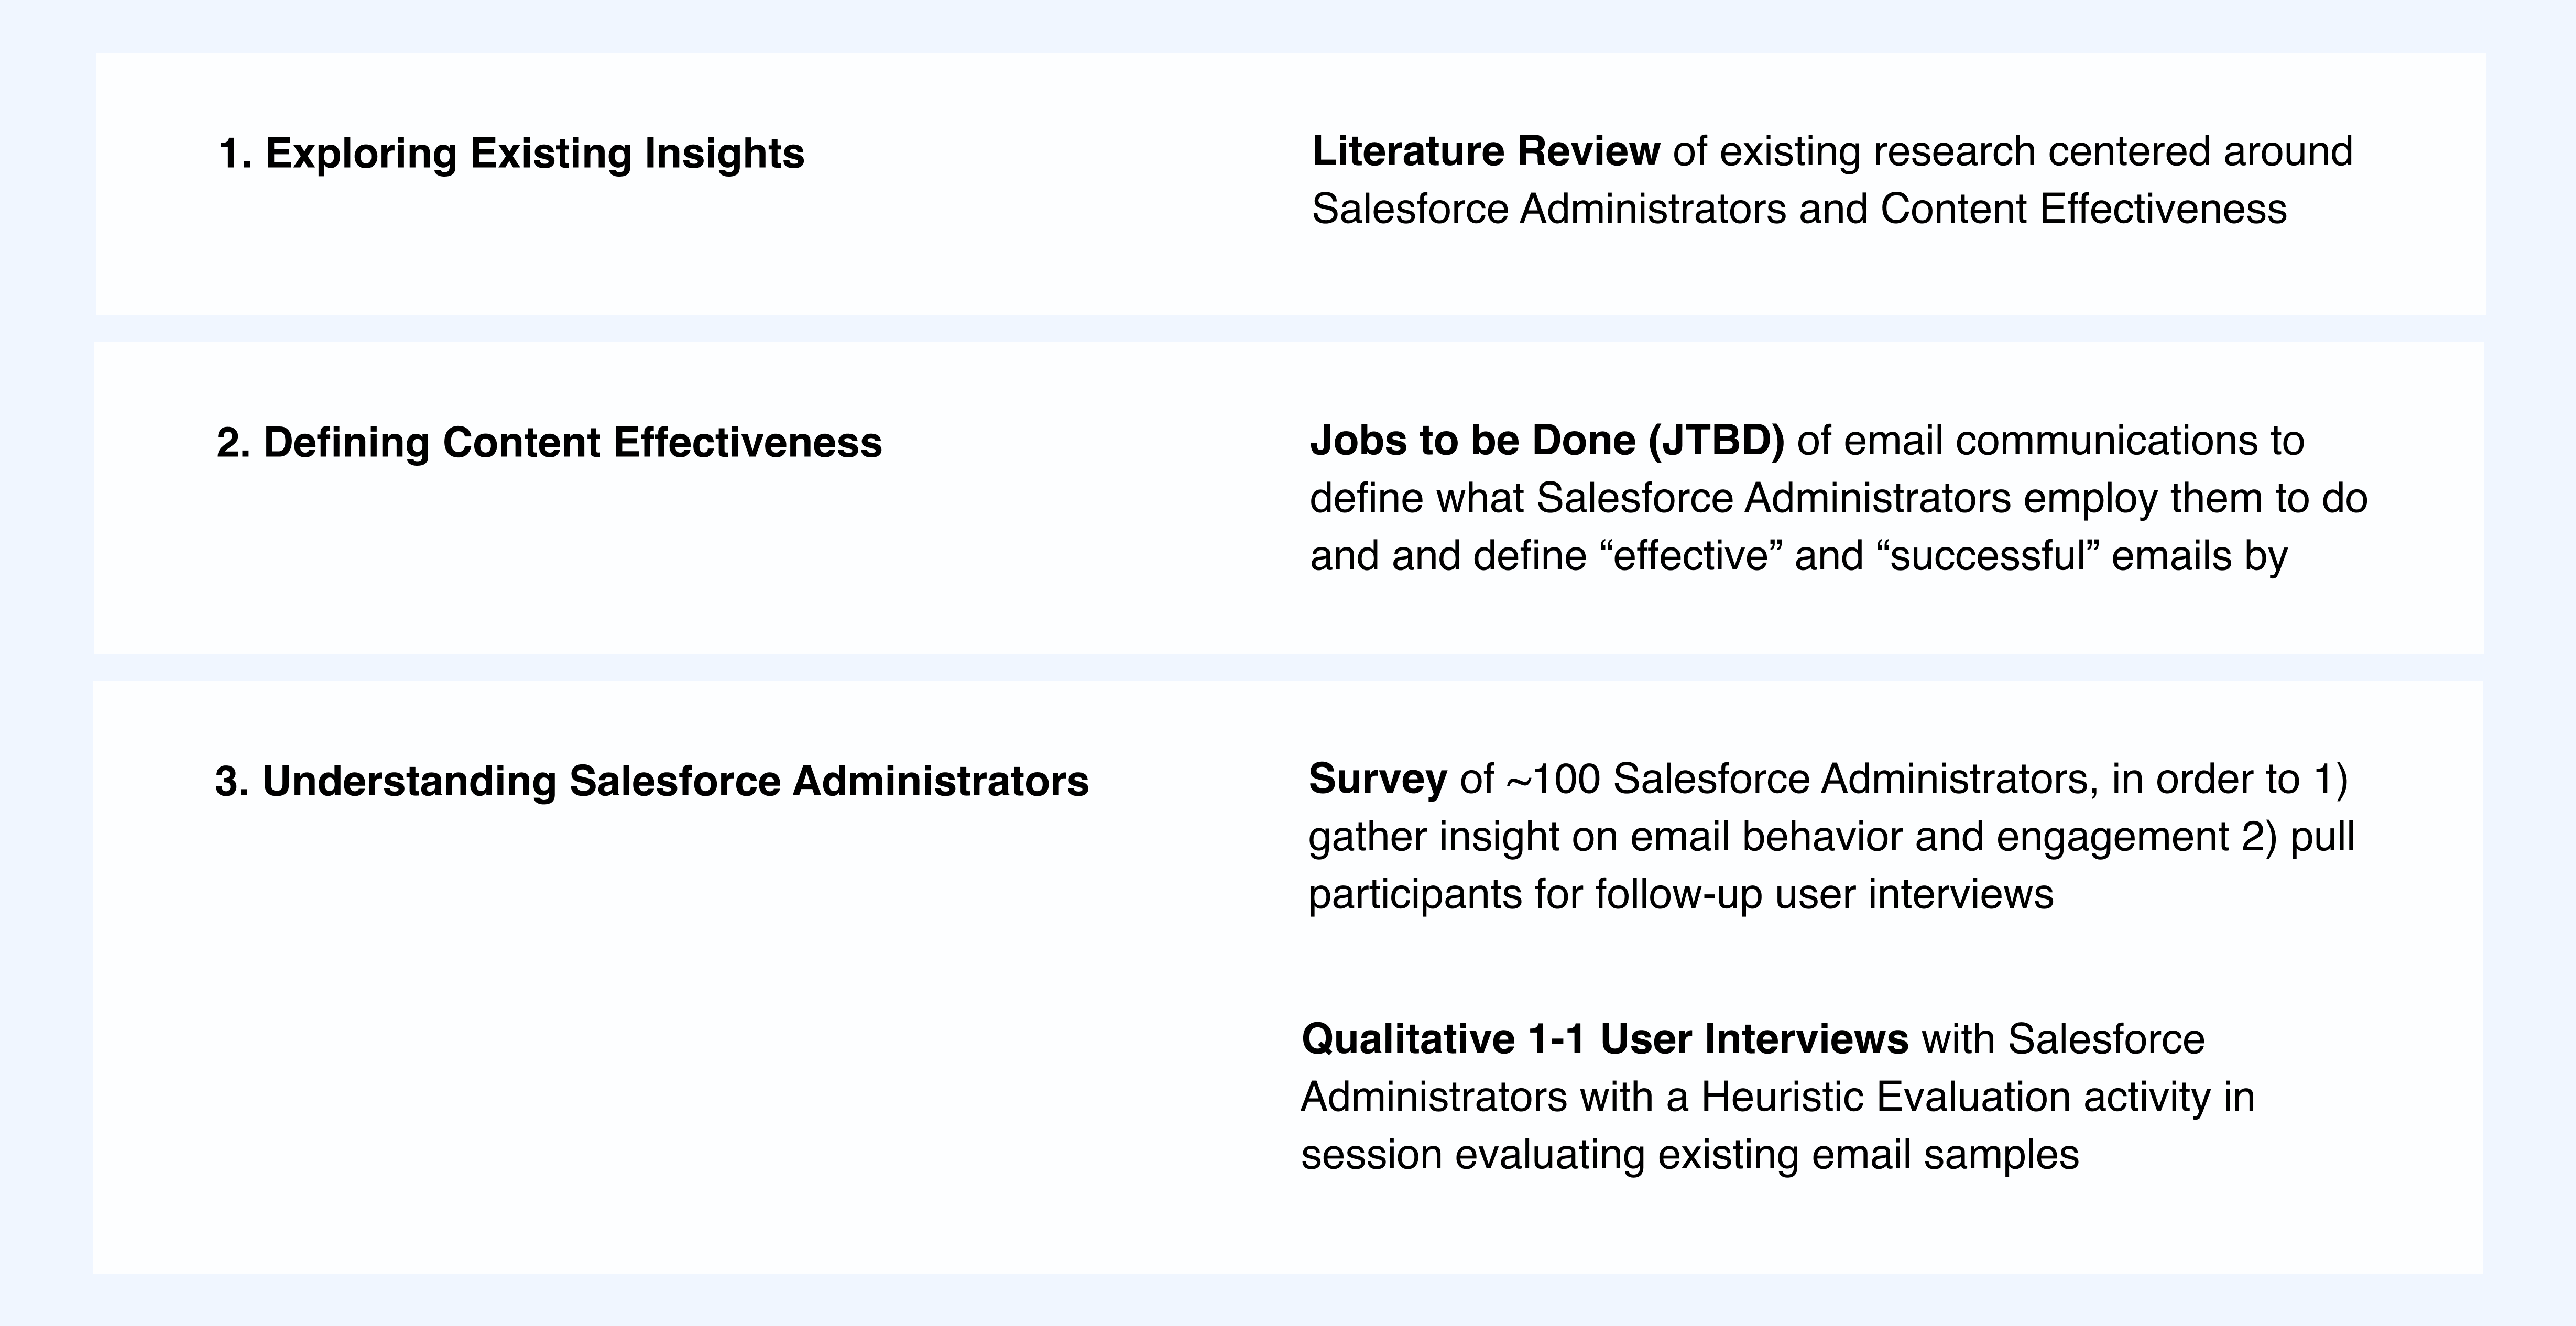 1. Exploring Existing Insights
Literature Review of existing research centered around
Salesforce Administrators and Content Effectiveness
2. Defining Content Effectiveness
Jobs to be Done (JTBD) of email communications to
define what Salesforce Administrators employ them to do
and and define “effective” and “successful” emails by
3. Understanding Salesforce Administrators
Survey of ~100 Salesforce Administrators, in order to 1)
gather insight on email behavior and engagement 2) pull
participants for follow-up user interviews
Qualitative 1-1 User Interviews with Salesforce
Administrators with a Heuristic Evaluation activity in
session evaluating existing email samples